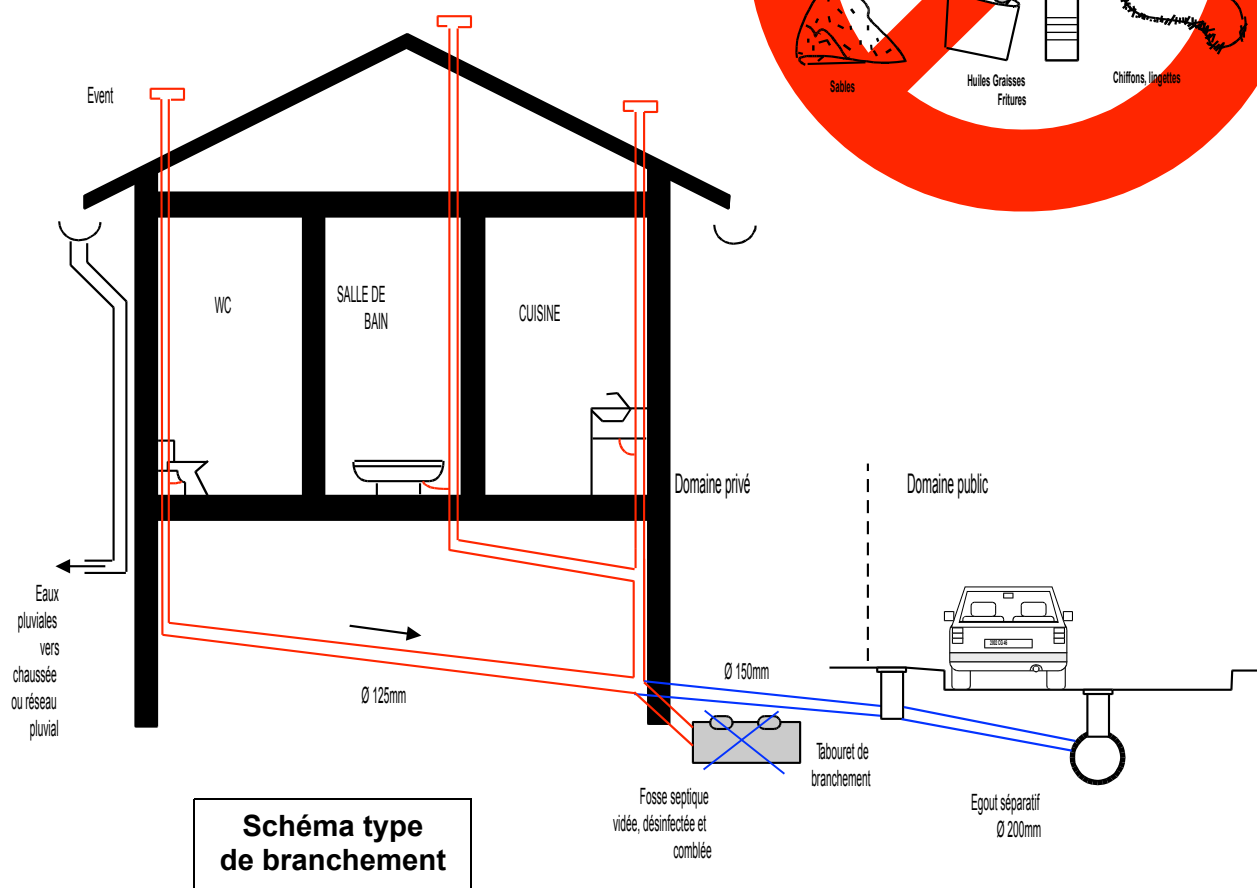 Sables
Huiles Graisses
Fritures
Chiffons, lingettes
Event
WC
SALLE DE
BAIN
CUISINE
Domaine privé
Domaine public
Eaux
pluviales
vers
chaussée
ou réseau
pluvial
Ø 125mm
Ø 150mm
Tabouret de
branchement
Fosse septique
vidée, désinfectée et
comblée
Egout séparatif
Ø 200mm
Schéma type
de branchement